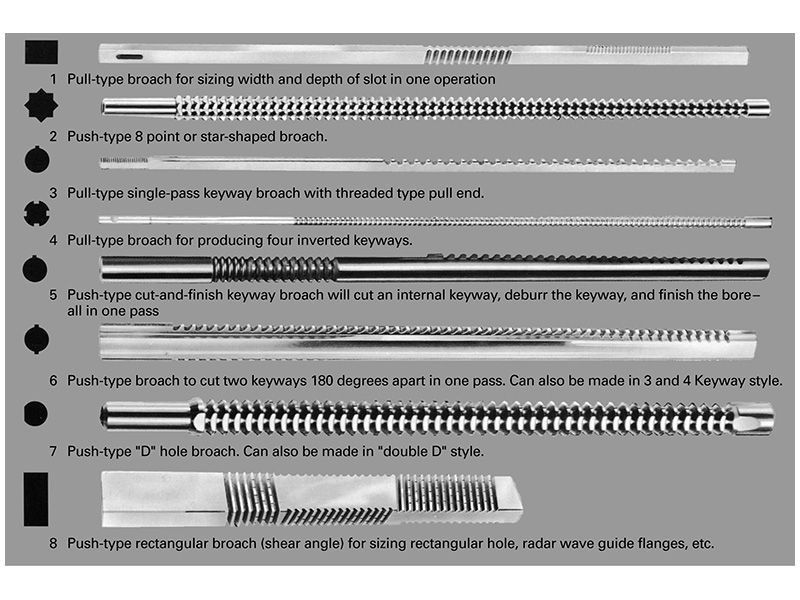 1 Pull-type broach for sizing width and depth of slot in one operation
2 Push-type 8 point or star-shaped broach.
3 Pull-type single-pass keyway broach with threaded type pull end.
4 Pull-type broach for producing four inverted keyways.
5 Push-type cut-and-finish keyway broach will cut an internal keyway, deburr the keyway, and finish the bore–
all in one pass
6 Push-type broach to cut two keyways 180 degrees apart in one pass. Can also be made in 3 and 4 Keyway style.
7 Push-type "D" hole broach. Can also be made in "double D" style.
8 Push-type rectangular broach (shear angle) for sizing rectangular hole, radar wave guide flanges, etc.